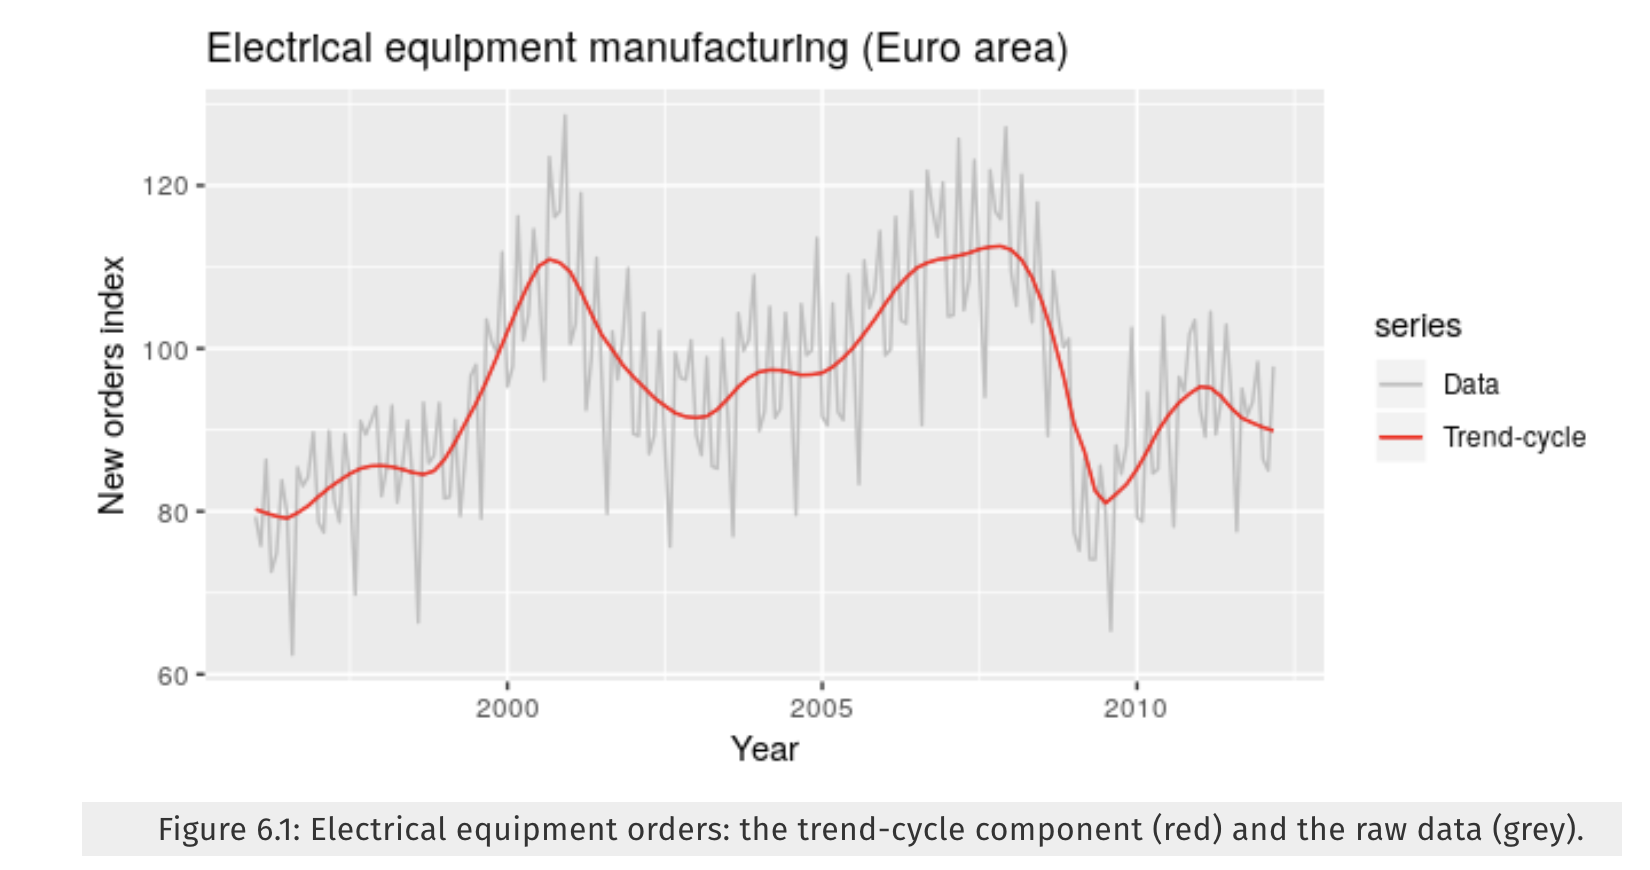 Electrical equipment manufacturing (Euro area)
New orders index
120
100
80
60
2000 2005 2010
Year
series
Data
Trend-cycle
Figure 6.1: Electrical equipment orders: the trend-cycle component (red) and the raw data (grey).